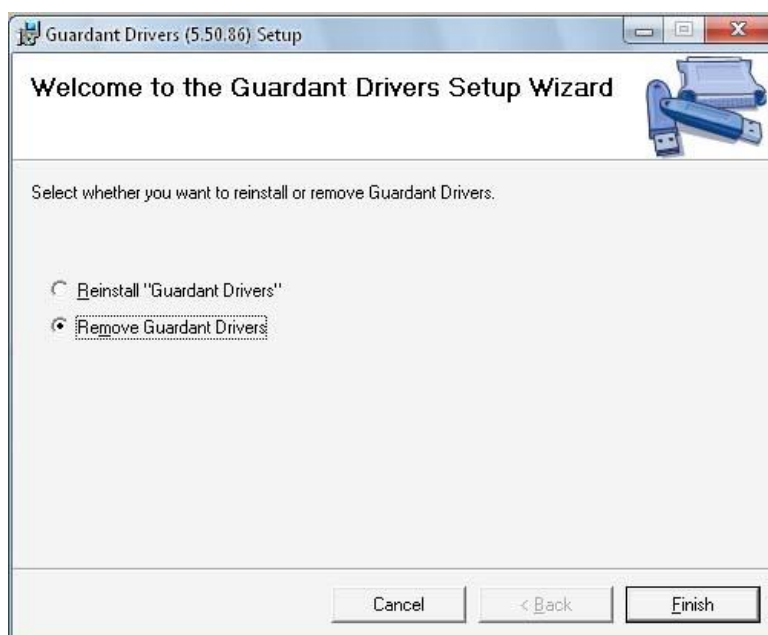 Guardant Drivers (5.50.86) Setup
Welcome to the Guardant Drivers Setup Wizard
Select whether you want to reinstall or remove Guardant Drivers.
Reinstall "Guardant Drivers"
Remove Guardant Drivers
Cancel
< Back
Finish